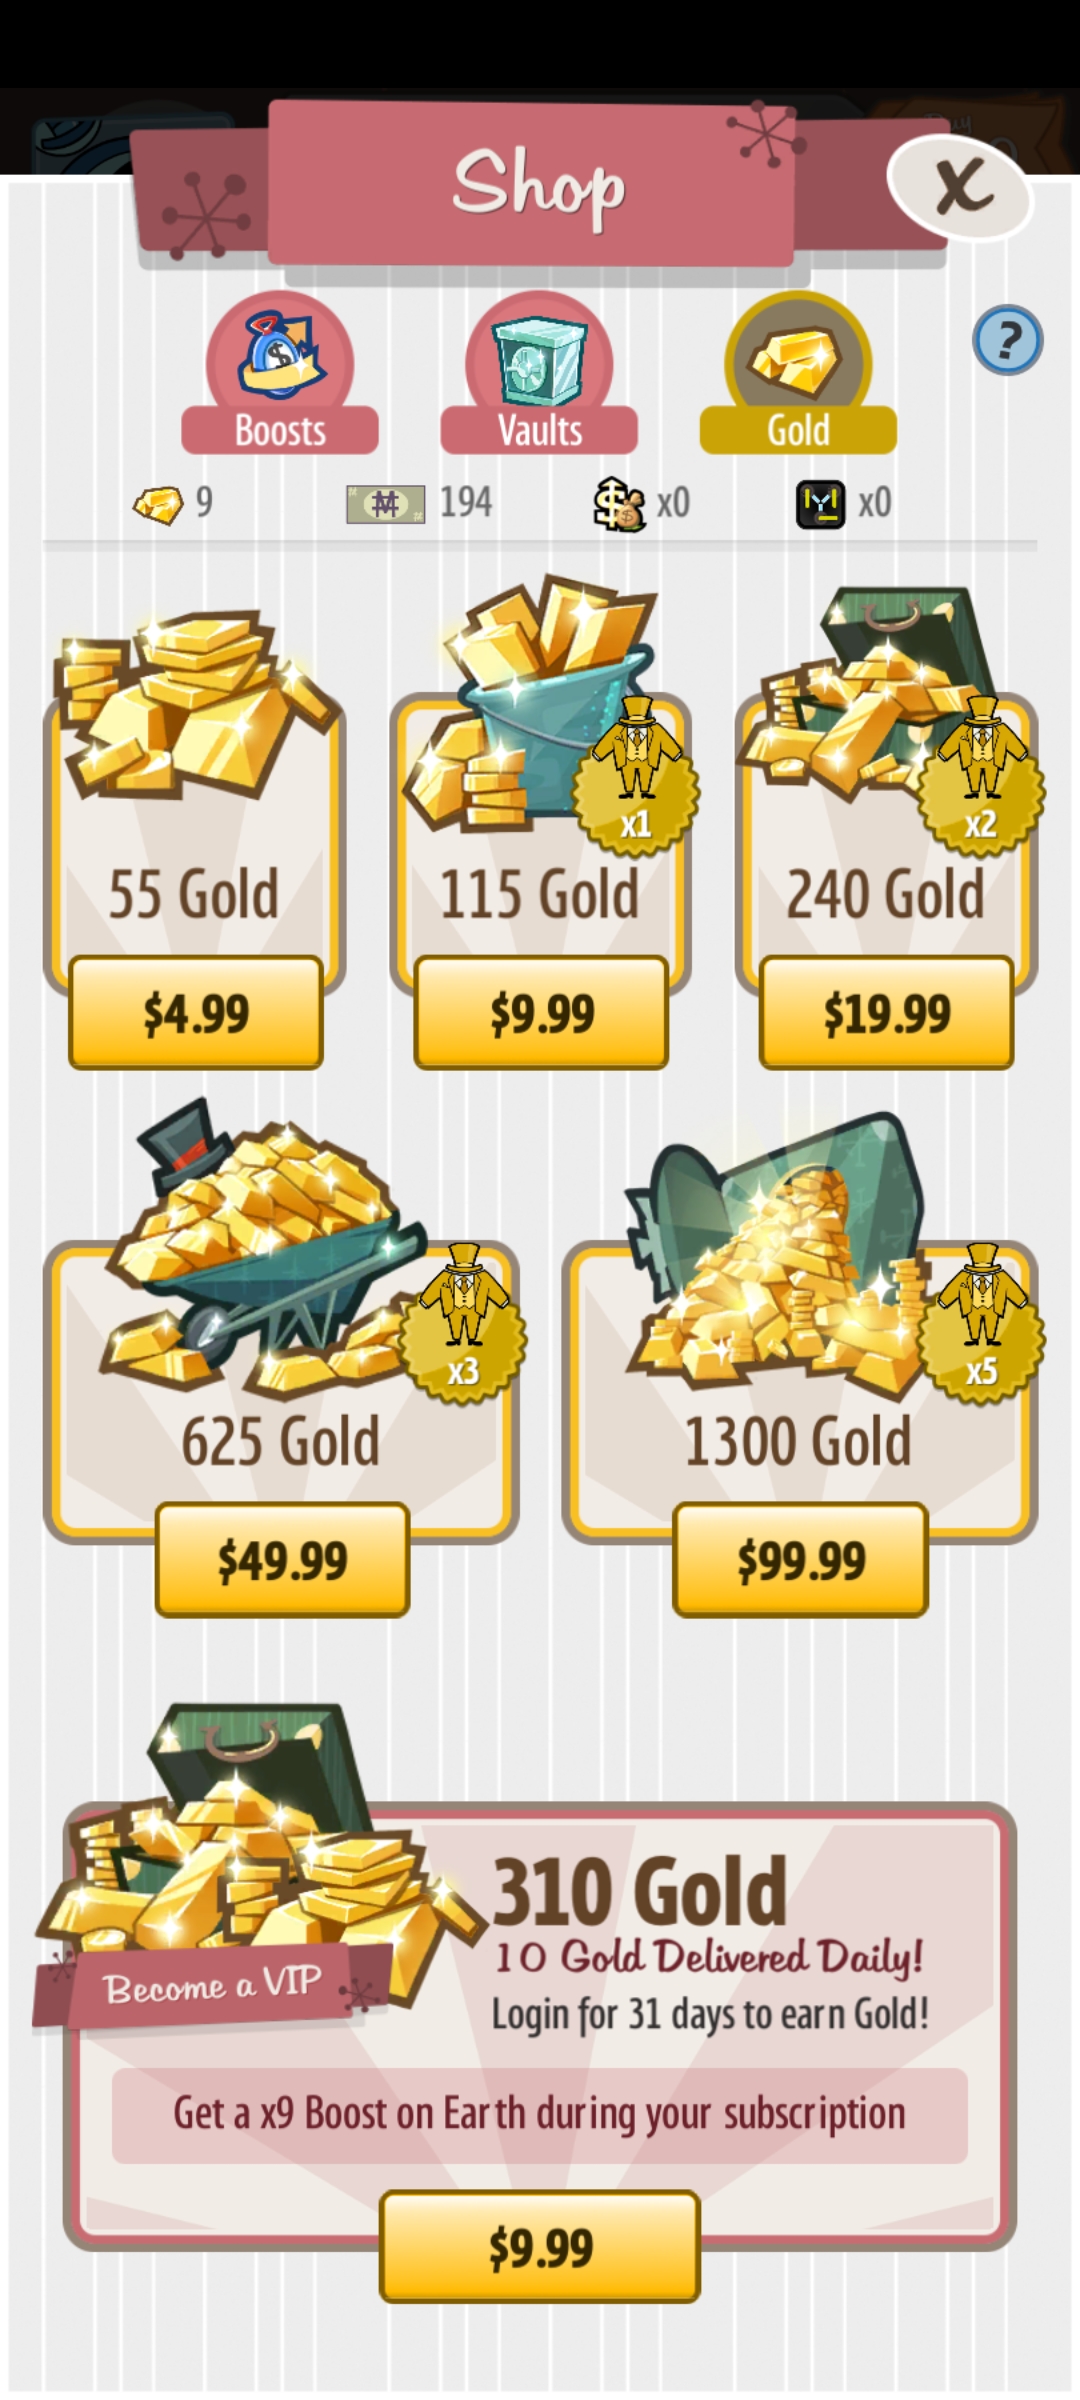 Shop
X
?
Boosts
Vaults
Gold
9
194
x0
x0
x1
x2
55 Gold
115 Gold
240 Gold
$4.99
$9.99
$19.99
x3
x5
625 Gold
1300 Gold
$49.99
$99.99
310 Gold
10 Gold Delivered Daily!
Become a VIP
Login for 31 days to earn Gold!
Get a x9 Boost on Earth during your subscription
$9.99